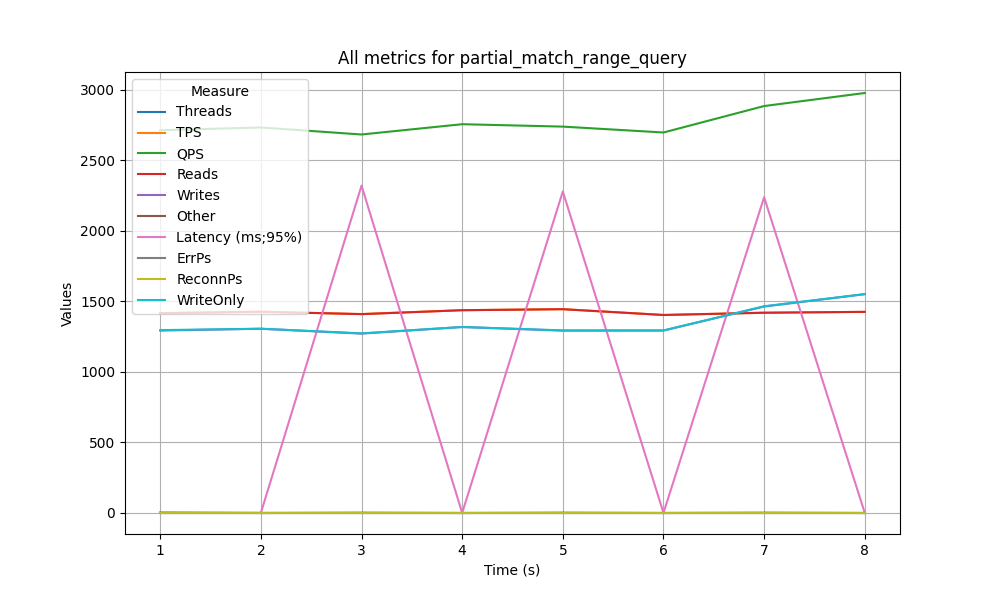 All metrics for partial_match_range_query
Measure
Threads
TPS
QPS
Reads
Writes
Other
Latency (ms;95%)
ErrPs
ReconnPs
WriteOnly
Values
3000
2500
2000
1500
1000
500
0
1 2 3 4 5 6 7 8
Time (s)